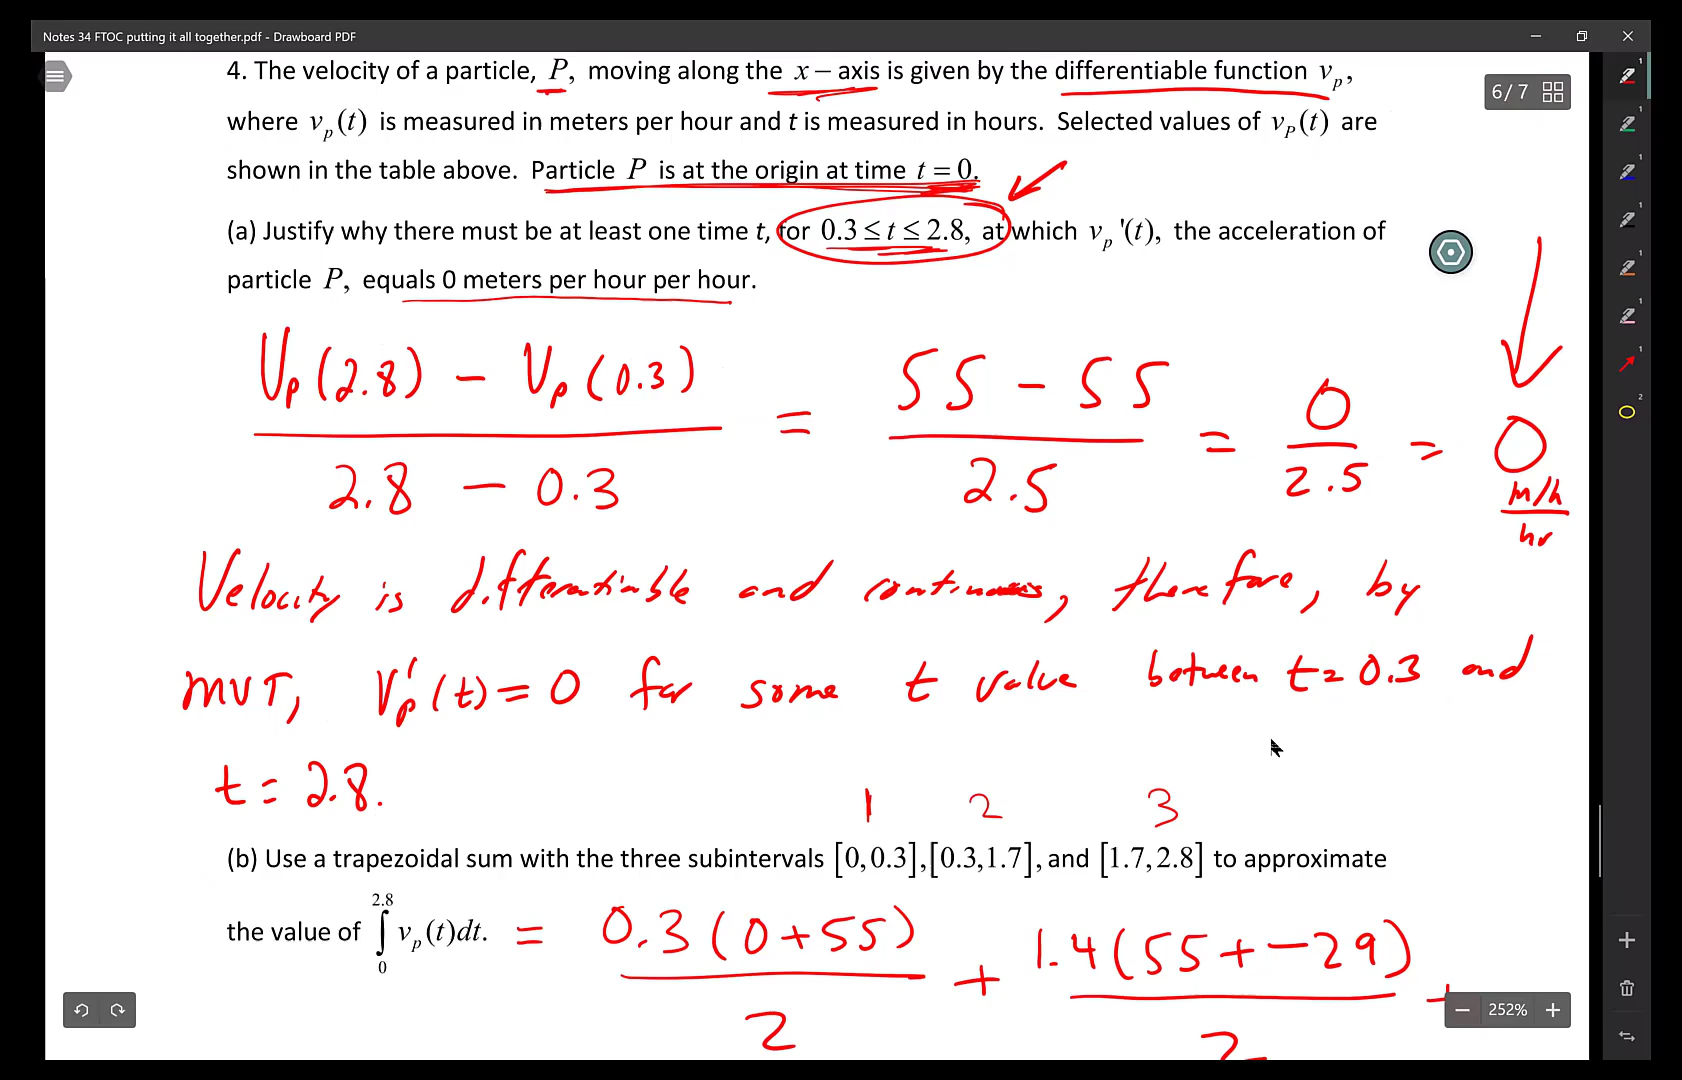 Notes 34 FTOC putting it all together.pdf - Drawboard PDF
6 / 7
4. The velocity of a particle, P, moving along the x – axis is given by the differentiable function v_p,
where v_p(t) is measured in meters per hour and t is measured in hours. Selected values of v_P(t) are
shown in the table above. Particle P is at the origin at time t = 0.
(a) Justify why there must be at least one time t, for 0.3 ≤ t ≤ 2.8, at which v_p'(t), the acceleration of
particle P, equals 0 meters per hour per hour.
(V_p(2.8) - V_p(0.3)) / (2.8 - 0.3) = (55 - 55) / 2.5 = 0 / 2.5 = 0 (m/h) / hr
Velocity is differentiable and continuous, therefore, by
MVT, V_p'(t) = 0 for some t value between t = 0.3 and
t = 2.8.
1 2 3
(b) Use a trapezoidal sum with the three subintervals [0,0.3],[0.3,1.7], and [1.7,2.8] to approximate
the value of ∫_0^2.8 v_p(t)dt. = 0.3(0+55) / 2 + 1.4(55+-29) / 2 +
252%